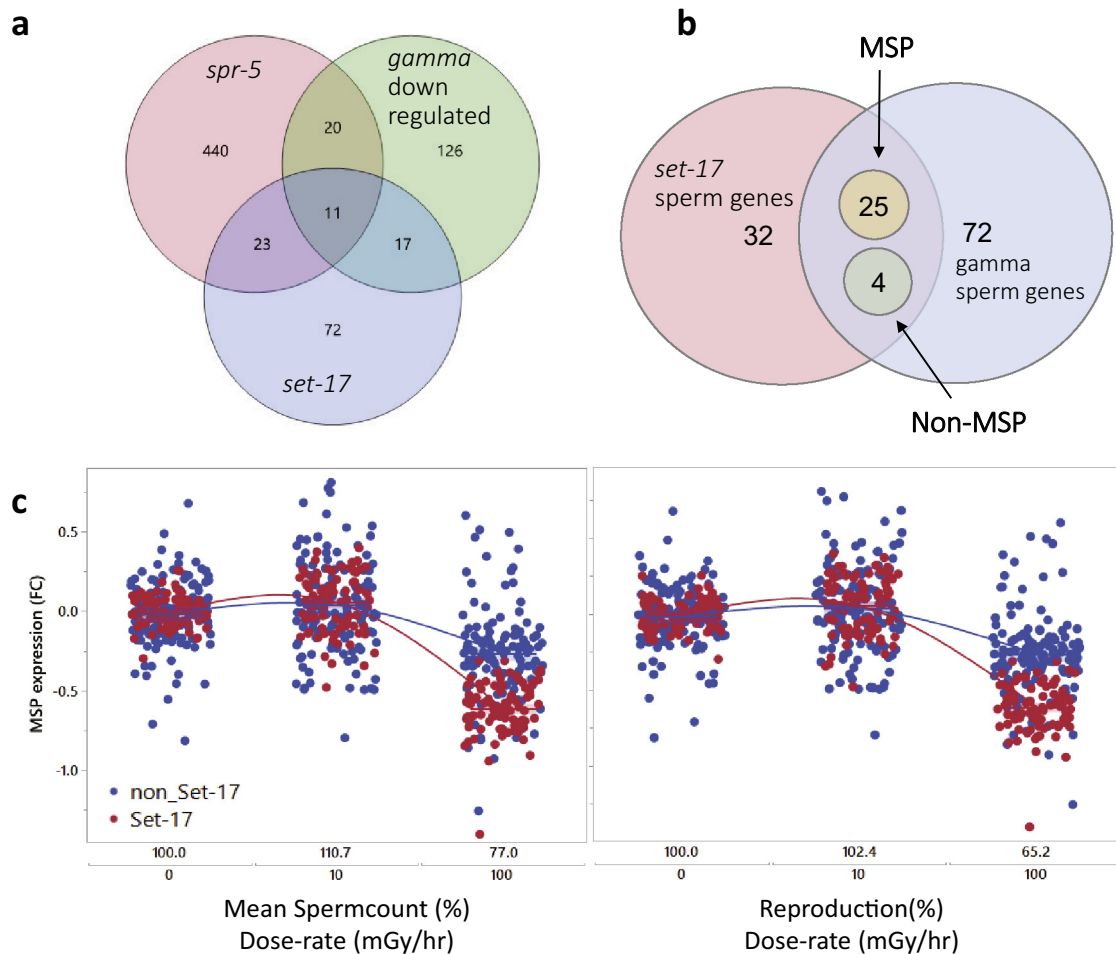 a
spr-5
gamma
down
regulated
440
20
126
11
23
17
72
set-17
b
MSP
set-17
sperm genes
32
25
72
gamma
sperm genes
4
Non-MSP
c
MSP expression (FC)
0.5
0.0
-0.5
-1.0
non_Set-17
Set-17
100.0 110.7 77.0
0 10 100
Mean Spermcount (%)
Dose-rate (mGy/hr)
100.0 102.4 65.2
0 10 100
Reproduction(%)
Dose-rate (mGy/hr)